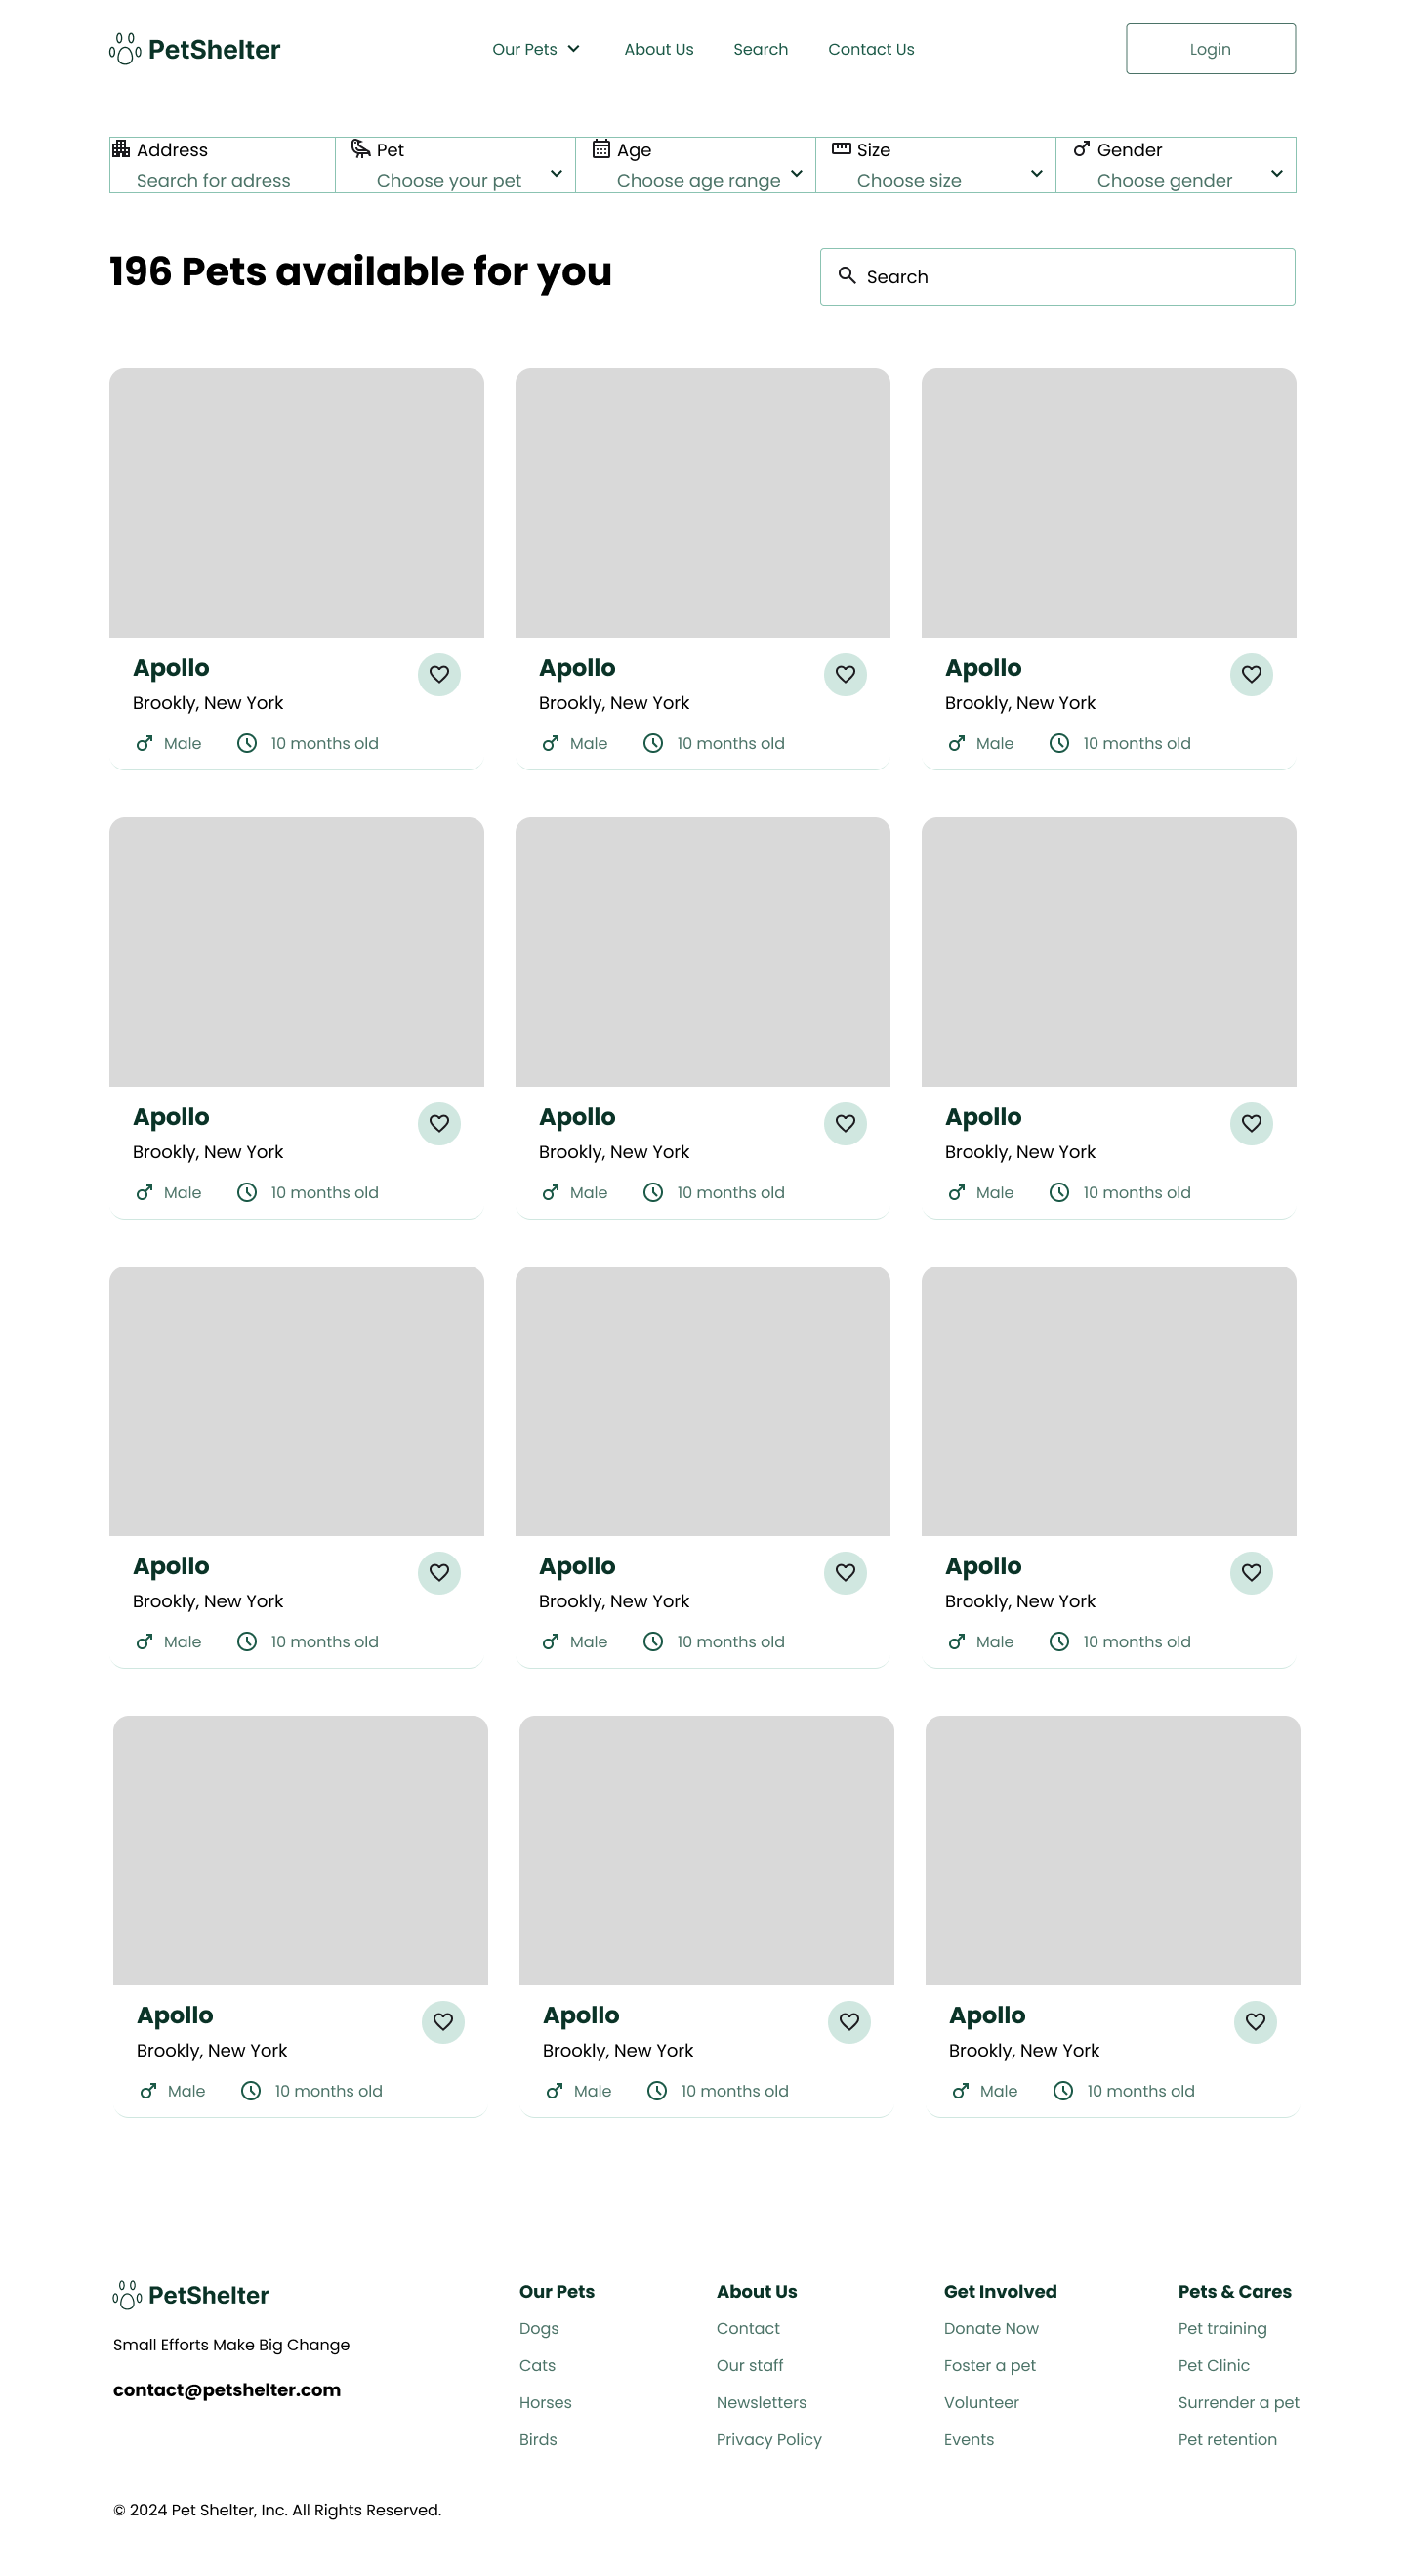 PetShelter
Our Pets About Us Search Contact Us Login
Address Pet Age Size Gender
Search for adress Choose your pet Choose age range Choose size Choose gender
196 Pets available for you
Search
Apollo Apollo Apollo
Brookly, New York Brookly, New York Brookly, New York
Male 10 months old Male 10 months old Male 10 months old
Apollo Apollo Apollo
Brookly, New York Brookly, New York Brookly, New York
Male 10 months old Male 10 months old Male 10 months old
Apollo Apollo Apollo
Brookly, New York Brookly, New York Brookly, New York
Male 10 months old Male 10 months old Male 10 months old
Apollo Apollo Apollo
Brookly, New York Brookly, New York Brookly, New York
Male 10 months old Male 10 months old Male 10 months old
PetShelter
Small Efforts Make Big Change
contact@petshelter.com
Our Pets
Dogs
Cats
Horses
Birds
About Us
Contact
Our staff
Newsletters
Privacy Policy
Get Involved
Donate Now
Foster a pet
Volunteer
Events
Pets & Cares
Pet training
Pet Clinic
Surrender a pet
Pet retention
© 2024 Pet Shelter, Inc. All Rights Reserved.